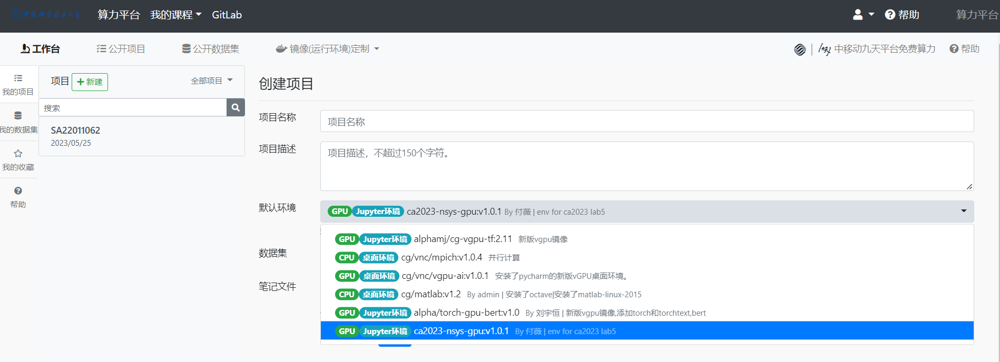 中国科学技术大学 算力平台 我的课程 GitLab 帮助 算力平台
工作台 公开项目 公开数据集 镜像(运行环境)定制 中移动九天平台免费算力 帮助
我的项目
我的数据集
我的收藏
帮助
项目 新建 全部项目
搜索
SA22011062
2023/05/25
创建项目
项目名称 项目名称
项目描述 项目描述，不超过150个字符。
默认环境 GPU Jupyter环境 ca2023-nsys-gpu:v1.0.1 By 付薇 | env for ca2023 lab5
GPU Jupyter环境 alphamj/cg-vgpu-tf:2.11 新版vgpu镜像
数据集
CPU 桌面环境 cg/vnc/mpich:v1.0.4 并行计算
GPU 桌面环境 cg/vnc/vgpu-ai:v1.0.1 安装了pycharm的新版vGPU桌面环境。
笔记文件
CPU 桌面环境 cg/matlab:v1.2 By admin | 安装了octave|安装了matlab-linux-2015
GPU Jupyter环境 alpha/torch-gpu-bert:v1.0 By 刘宇恒 | 新版vgpu镜像,添加torch和torchtext,bert
GPU Jupyter环境 ca2023-nsys-gpu:v1.0.1 By 付薇 | env for ca2023 lab5